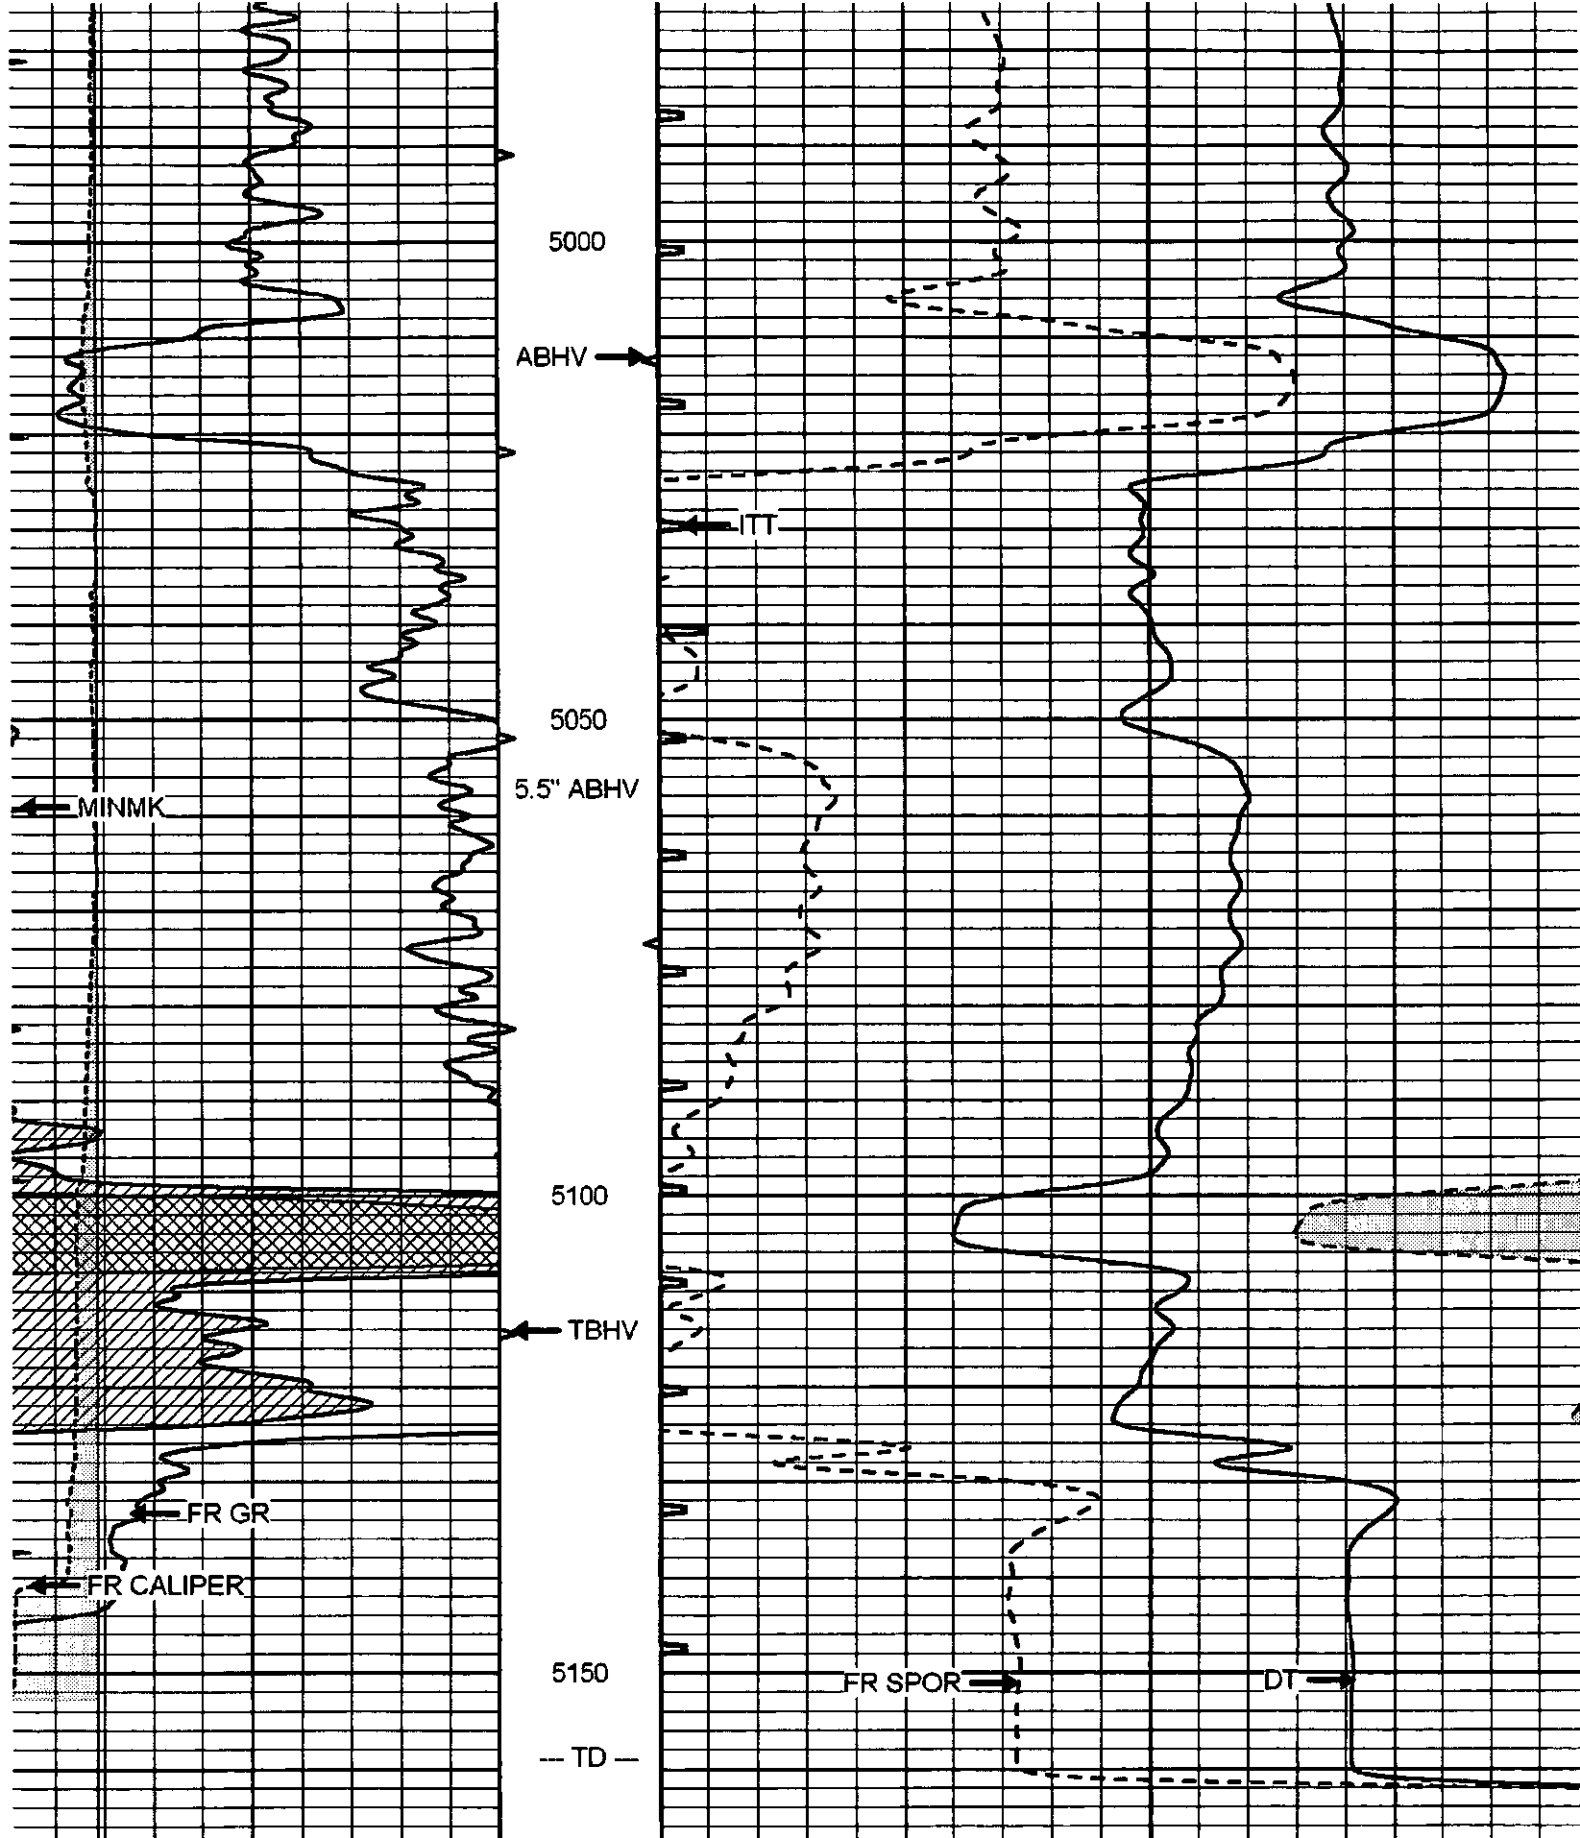 5000
ABHV
ITT
5050
5.5" ABHV
MINMK
5100
TBHV
FR GR
FR CALIPER
5150
FR SPOR
DT
--- TD ---